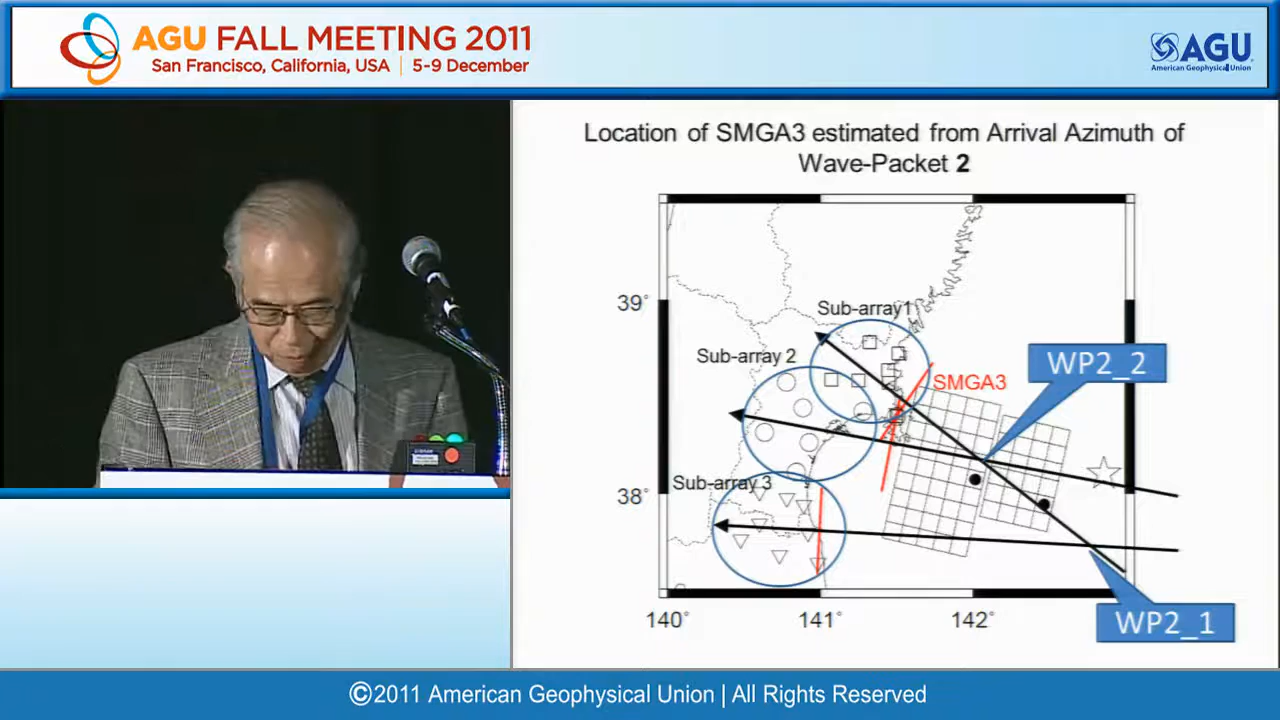 AGU FALL MEETING 2011
San Francisco, California, USA | 5-9 December
AGU
American Geophysical Union
Location of SMGA3 estimated from Arrival Azimuth of
Wave-Packet 2
39°
38°
140°
141°
142°
Sub-array1
Sub-array 2
Sub-array 3
SMGA3
WP2_2
WP2_1
©2011 American Geophysical Union | All Rights Reserved